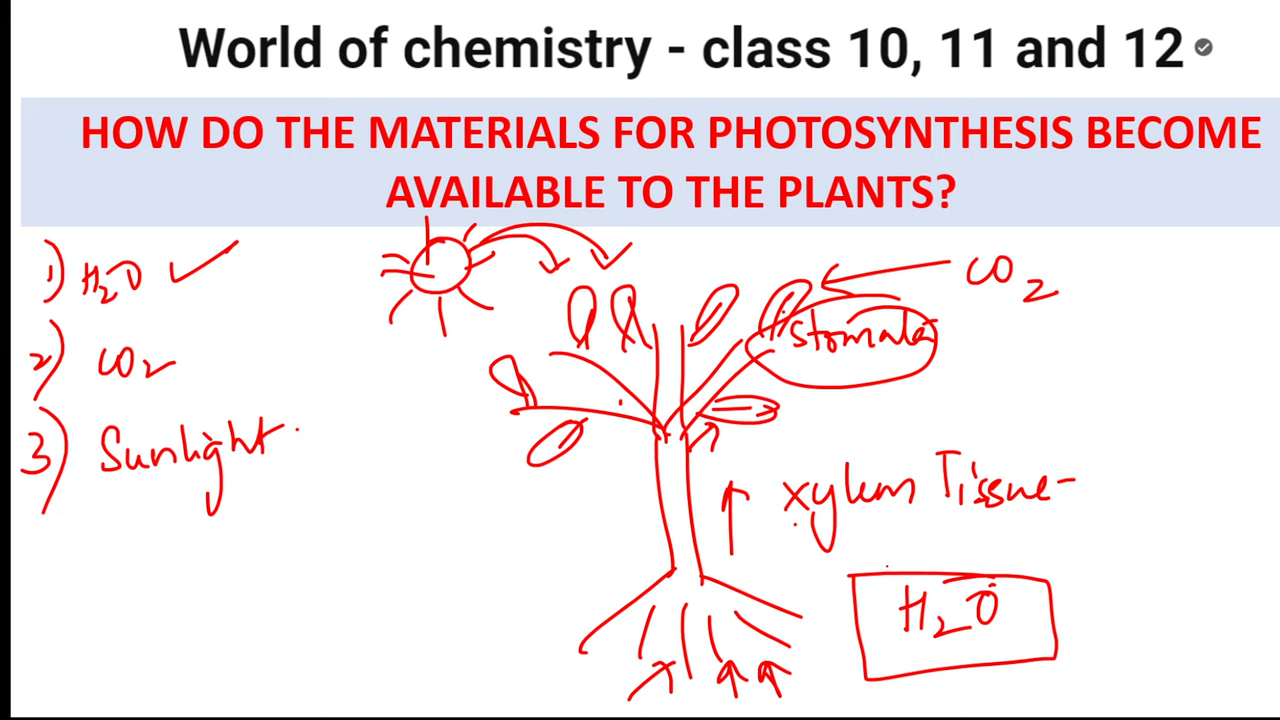 World of chemistry - class 10, 11 and 12
HOW DO THE MATERIALS FOR PHOTOSYNTHESIS BECOME
AVAILABLE TO THE PLANTS?
1) H2O
2) CO2
3) Sunlight
CO2
stomata
xylem Tissue
H2O